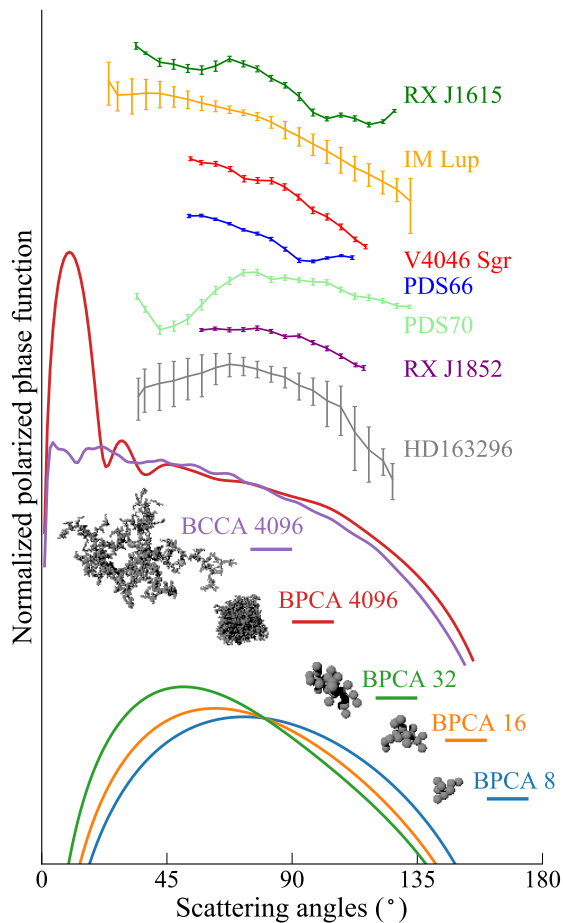 Normalized polarized phase function
RX J1615
IM Lup
V4046 Sgr
PDS66
PDS70
RX J1852
HD163296
BCCA 4096
BPCA 4096
BPCA 32
BPCA 16
BPCA 8
0 45 90 135 180
Scattering angles (°)